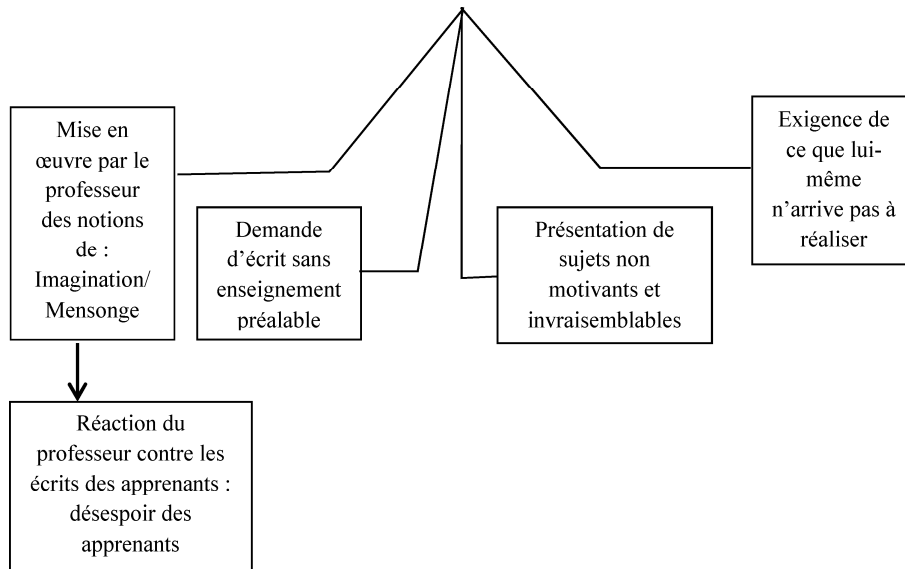 Mise en
œuvre par le
professeur
des notions
de :
Imagination/
Mensonge
Demande
d’écrit sans
enseignement
préalable
Présentation de
sujets non
motivants et
invraisemblables
Exigence de
ce que lui-
même
n’arrive pas à
réaliser
Réaction du
professeur contre les
écrits des apprenants :
désespoir des
apprenants